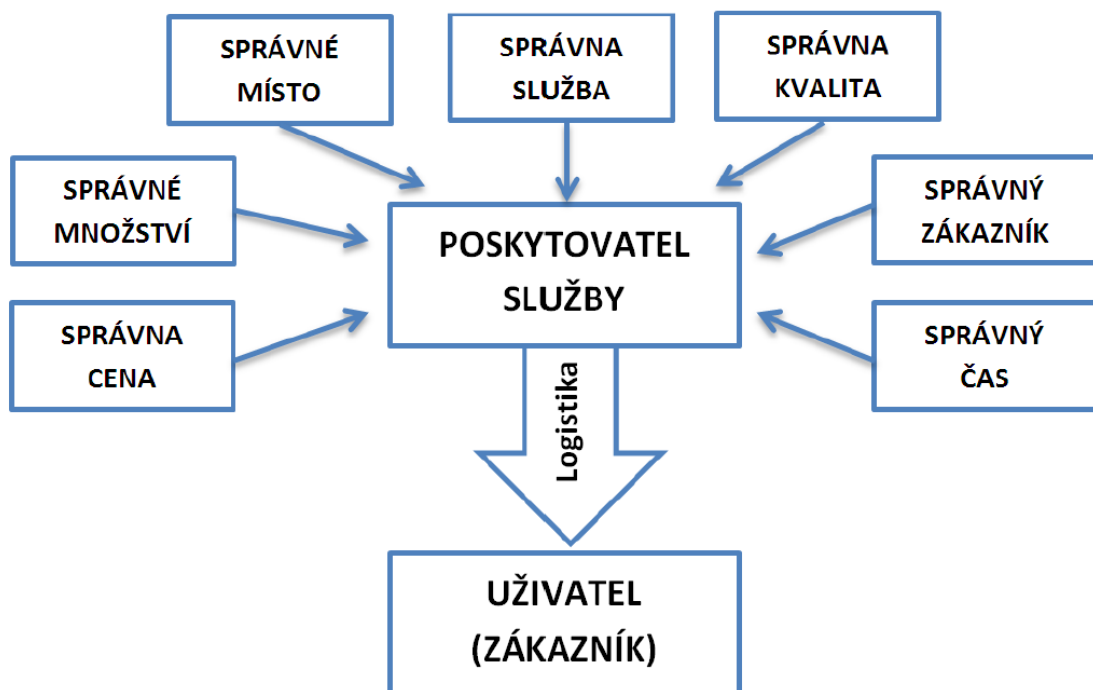 SPRÁVNÉ
MÍSTO
SPRÁVNA
SLUŽBA
SPRÁVNA
KVALITA
SPRÁVNÉ
MNOŽSTVÍ
SPRÁVNÝ
ZÁKAZNÍK
POSKYTOVATEL
SLUŽBY
SPRÁVNA
CENA
SPRÁVNÝ
ČAS
Logistika
UŽIVATEL
(ZÁKAZNÍK)